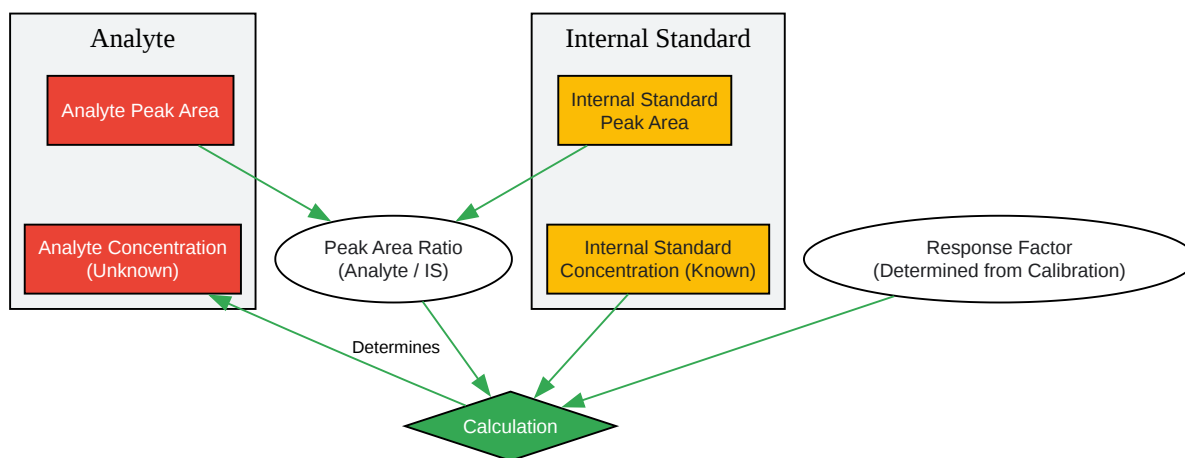 Analyte
Internal Standard
Analyte Peak Area
Internal Standard
Peak Area
Analyte Concentration
(Unknown)
Peak Area Ratio
(Analyte / IS)
Internal Standard
Concentration (Known)
Response Factor
(Determined from Calibration)
Determines
Calculation